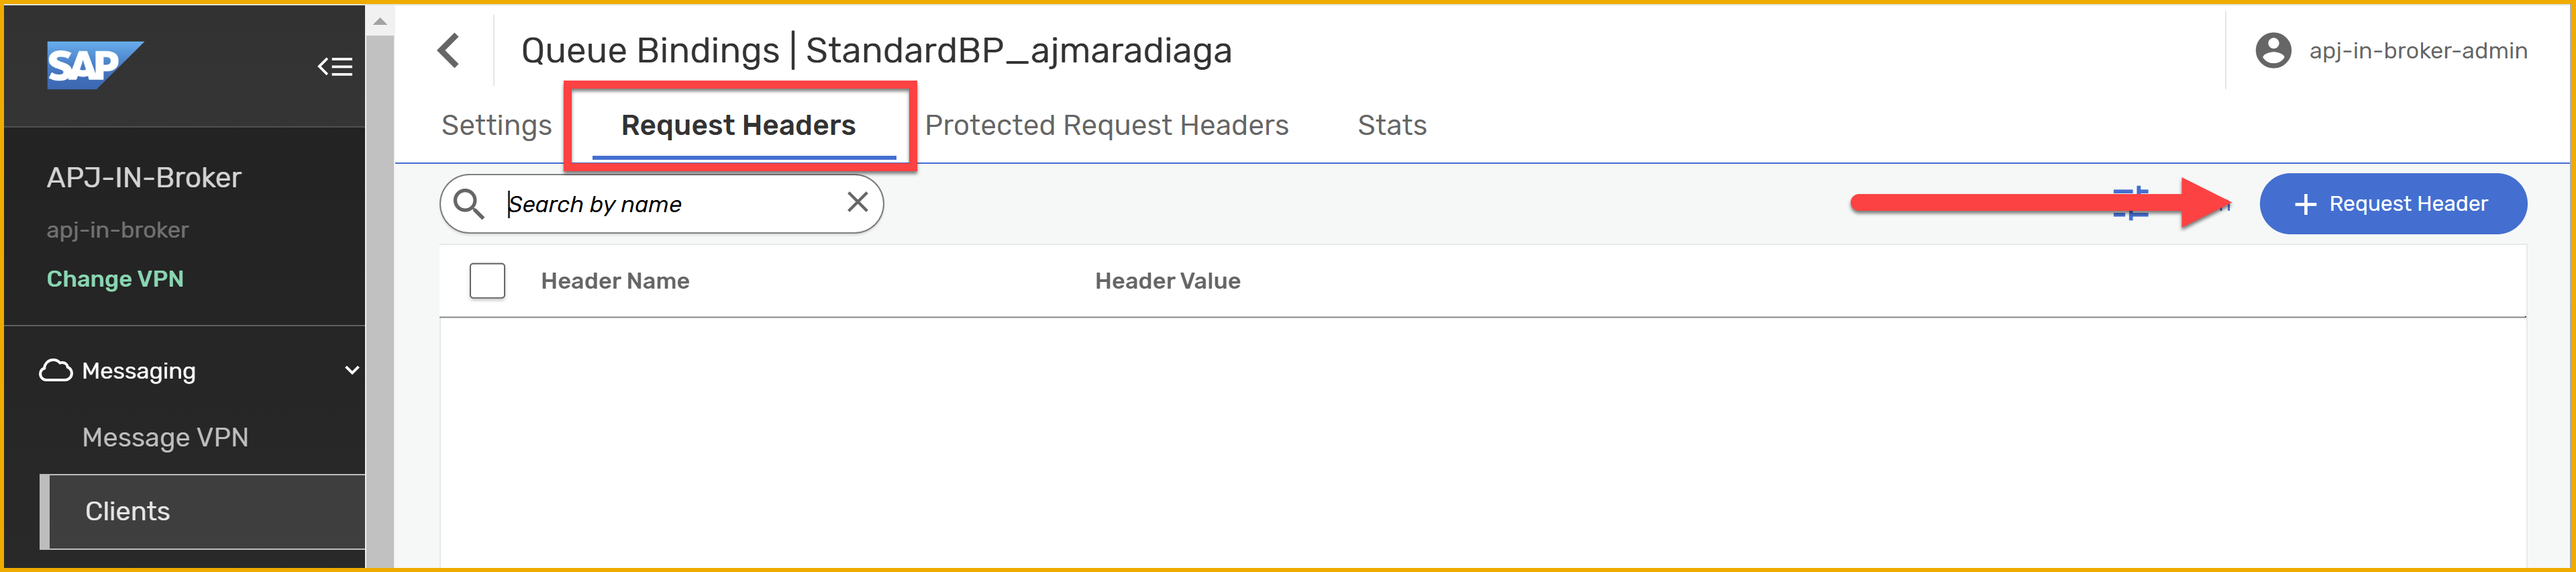 SAP
APJ-IN-Broker
apj-in-broker
Change VPN
Messaging
Message VPN
Clients
Queue Bindings | StandardBP_ajmaradiaga
apj-in-broker-admin
Settings Request Headers Protected Request Headers Stats
Search by name
+ Request Header
Header Name Header Value